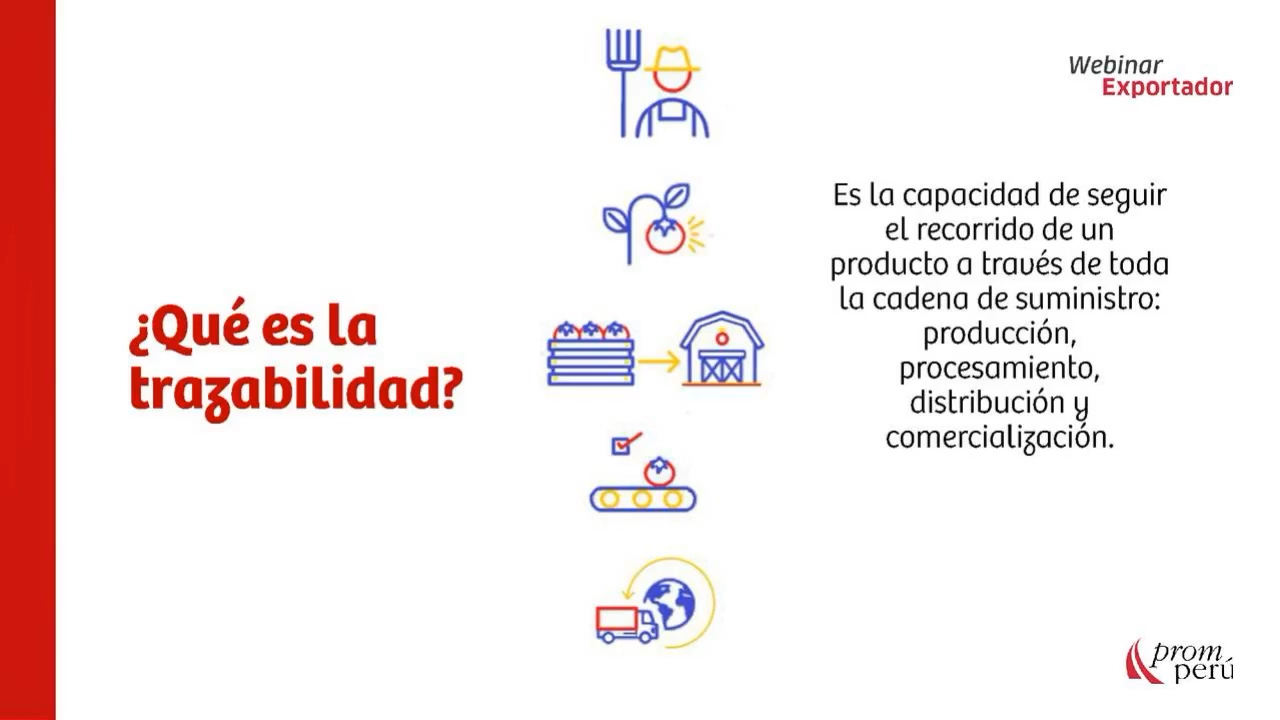 Webinar
Exportador
¿Qué es la
trazabilidad?
Es la capacidad de seguir
el recorrido de un
producto a través de toda
la cadena de suministro:
producción,
procesamiento,
distribución y
comercialización.
prom
perú